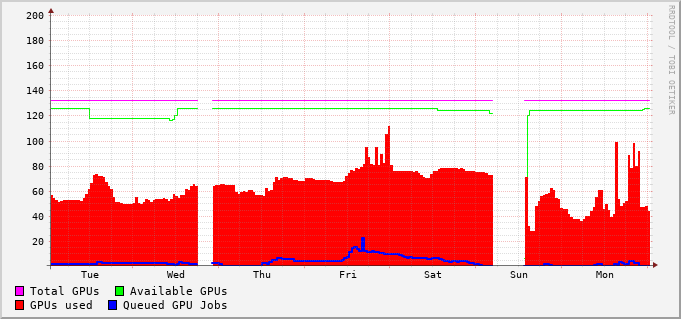 RRDTOOL / TOBI OETIKER
200
180
160
140
120
100
80
60
40
20
Tue Wed Thu Fri Sat Sun Mon
Total GPUs Available GPUs
GPUs used Queued GPU Jobs